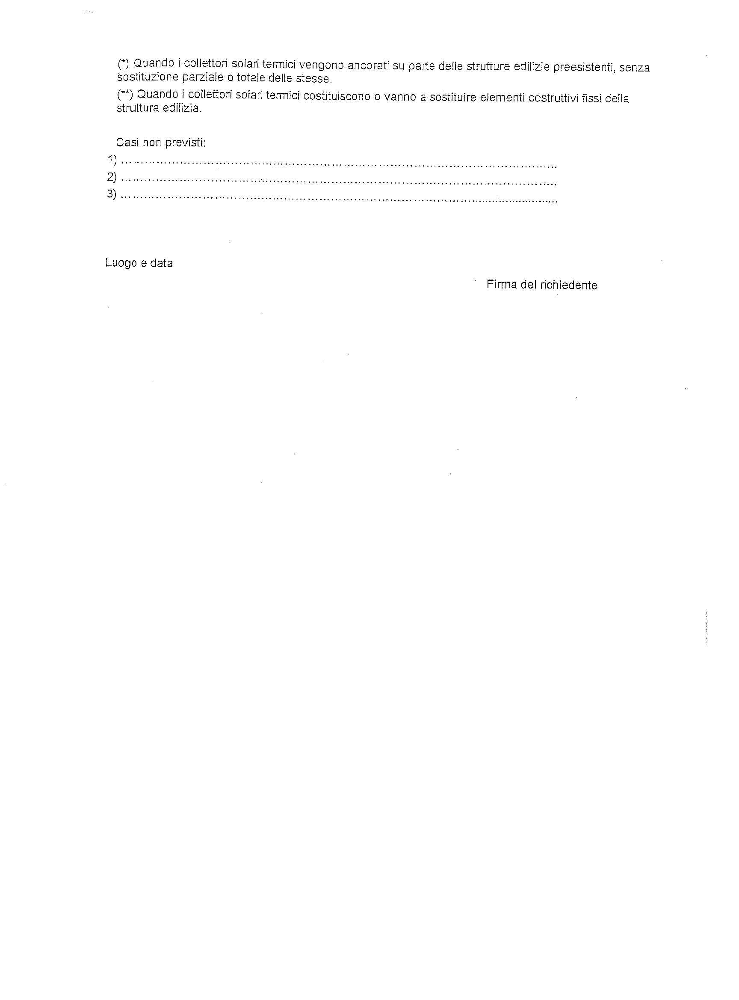 (*) Quando i collettori solari termici vengono ancorati su parte delle strutture edilizie preesistenti, senza
sostituzione parziale o totale delle stesse.
(**) Quando i collettori solari termici costituiscono o vanno a sostituire elementi costruttivi fissi della
struttura edilizia.
Casi non previsti:
1) ........................................................................................................................
2) ........................................................................................................................
3) ........................................................................................................................
Luogo e data
Firma del richiedente